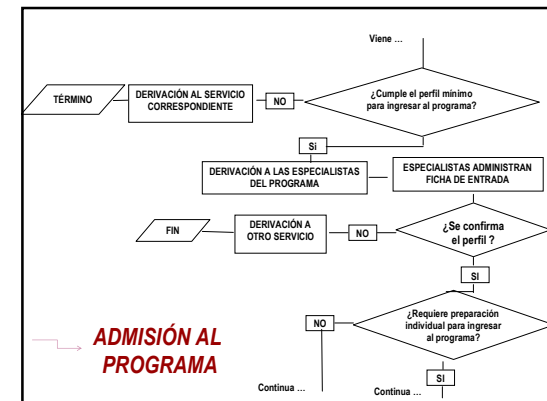 Viene ...
¿Cumple el perfil mínimo
para ingresar al programa?
NO
DERIVACIÓN AL SERVICIO
CORRESPONDIENTE
TÉRMINO
Si
DERIVACIÓN A LAS ESPECIALISTAS
DEL PROGRAMA
ESPECIALISTAS ADMINISTRAN
FICHA DE ENTRADA
¿Se confirma
el perfil ?
NO
DERIVACIÓN A
OTRO SERVICIO
FIN
SI
¿Requiere preparación
individual para ingresar
al programa?
NO
SI
Continua ...
Continua ...
ADMISIÓN AL
PROGRAMA